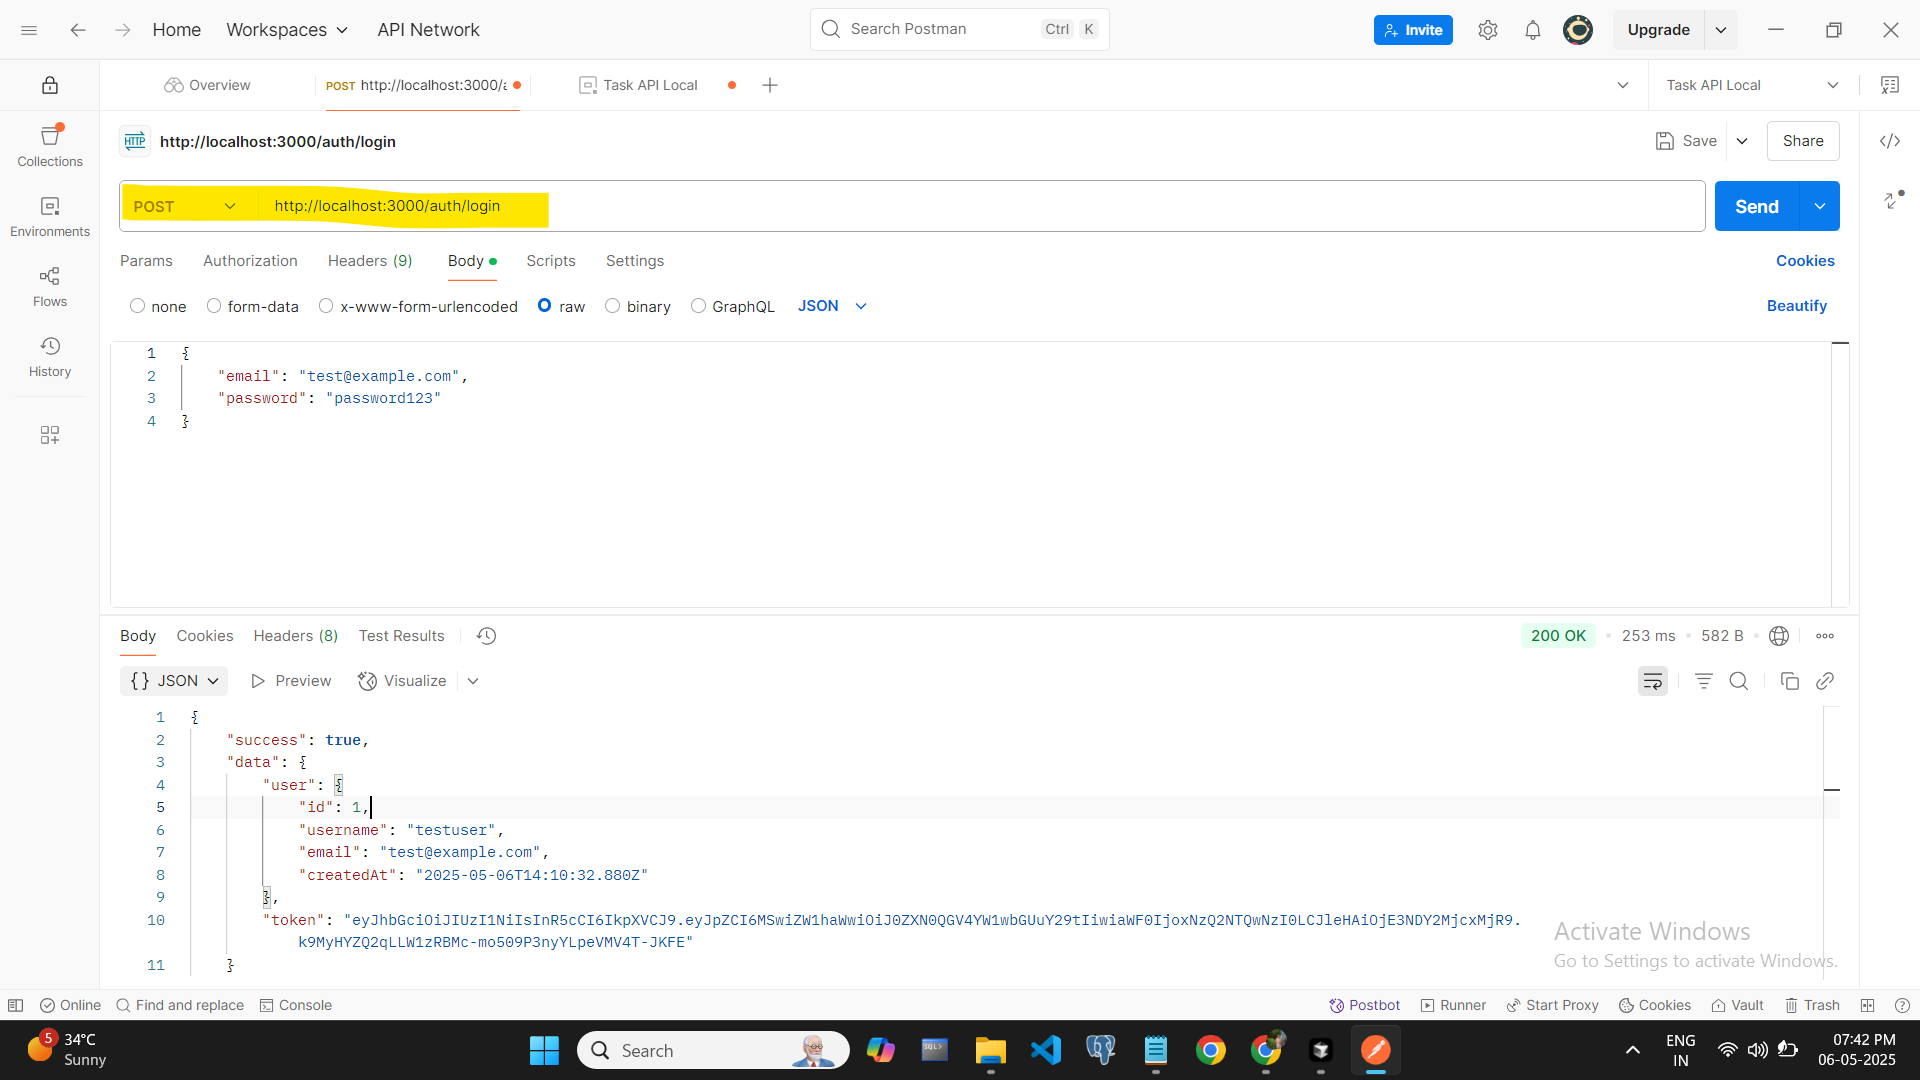 Home Workspaces API Network Search Postman Ctrl K Invite Upgrade
Overview POST http://localhost:3000/a Task API Local Task API Local
HTTP http://localhost:3000/auth/login Save Share
POST http://localhost:3000/auth/login Send
Params Authorization Headers (9) Body Scripts Settings Cookies
none form-data x-www-form-urlencoded raw binary GraphQL JSON Beautify
Collections
Environments
Flows
History
1 {
2 "email": "test@example.com",
3 "password": "password123"
4 }
Body Cookies Headers (8) Test Results 200 OK 253 ms 582 B
{} JSON Preview Visualize
1 {
2 "success": true,
3 "data": {
4 "user": {
5 "id": 1,
6 "username": "testuser",
7 "email": "test@example.com",
8 "createdAt": "2025-05-06T14:10:32.880Z"
9 },
10 "token": "eyJhbGciOiJIUzI1NiIsInR5cCI6IkpXVCJ9.eyJpZCI6MSwiZW1haWwiOiJ0ZXN0QGV4YW1wbGUuY29tIiwiaWF0IjoxNzQ2NTQwNzI0LCJleHAiOjE3NDY2MjcxMjR9.
k9MyHYZQ2qLLW1zRBMc-mo509P3nyYLpeVMV4T-JKFE"
11 }
Activate Windows
Go to Settings to activate Windows.
Online Find and replace Console Postbot Runner Start Proxy Cookies Vault Trash
5 34°C
Sunny
Search
SQL>
ENG
IN
07:42 PM
06-05-2025